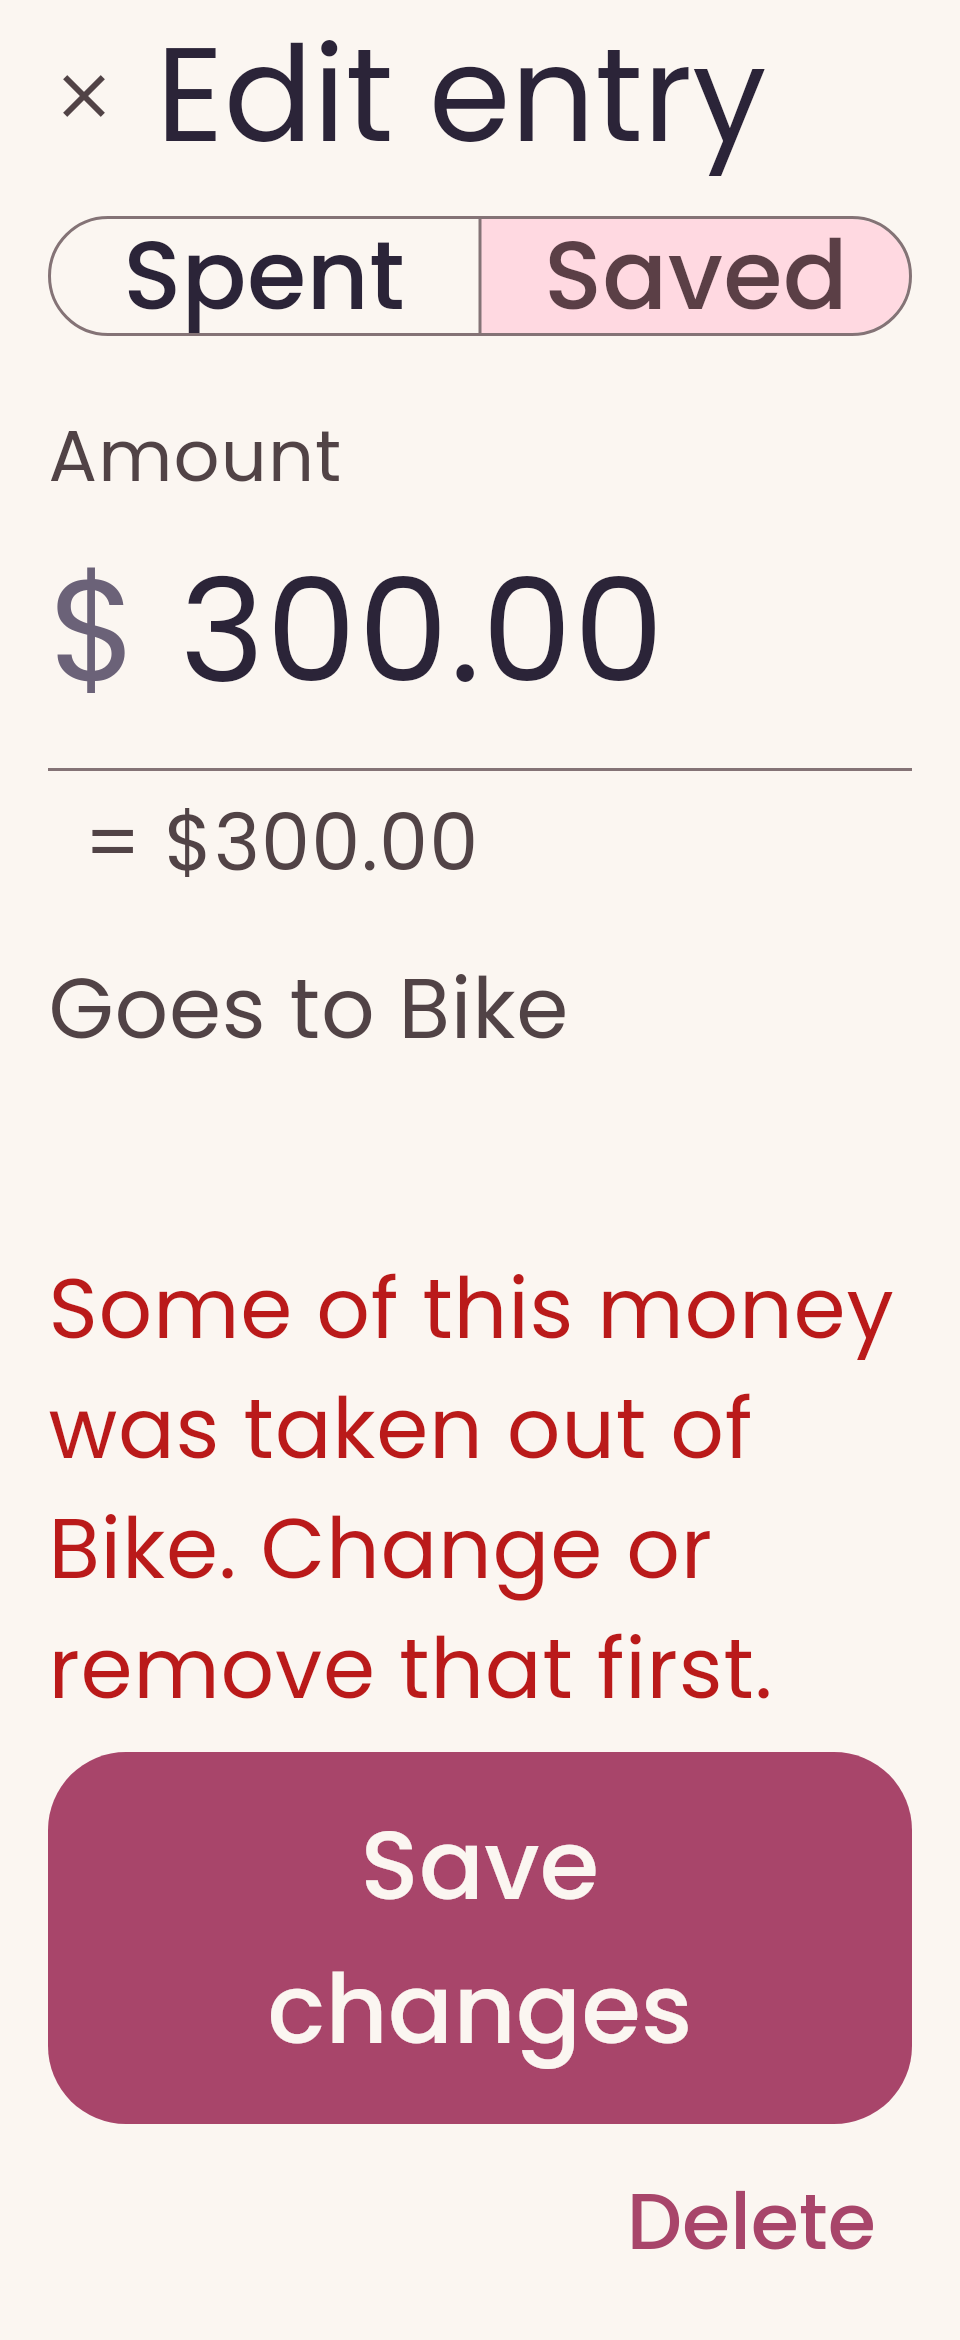 × Edit entry
Spent Saved
Amount
$ 300.00
= $300.00
Goes to Bike
Some of this money
was taken out of
Bike. Change or
remove that first.
Save
changes
Delete